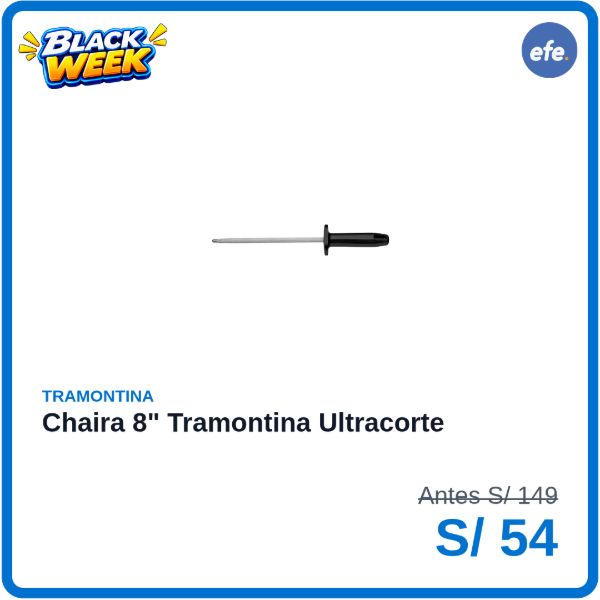 BLACK
WEEK
efe.
TRAMONTINA
Chaira 8" Tramontina Ultracorte
Antes S/ 149
S/ 54